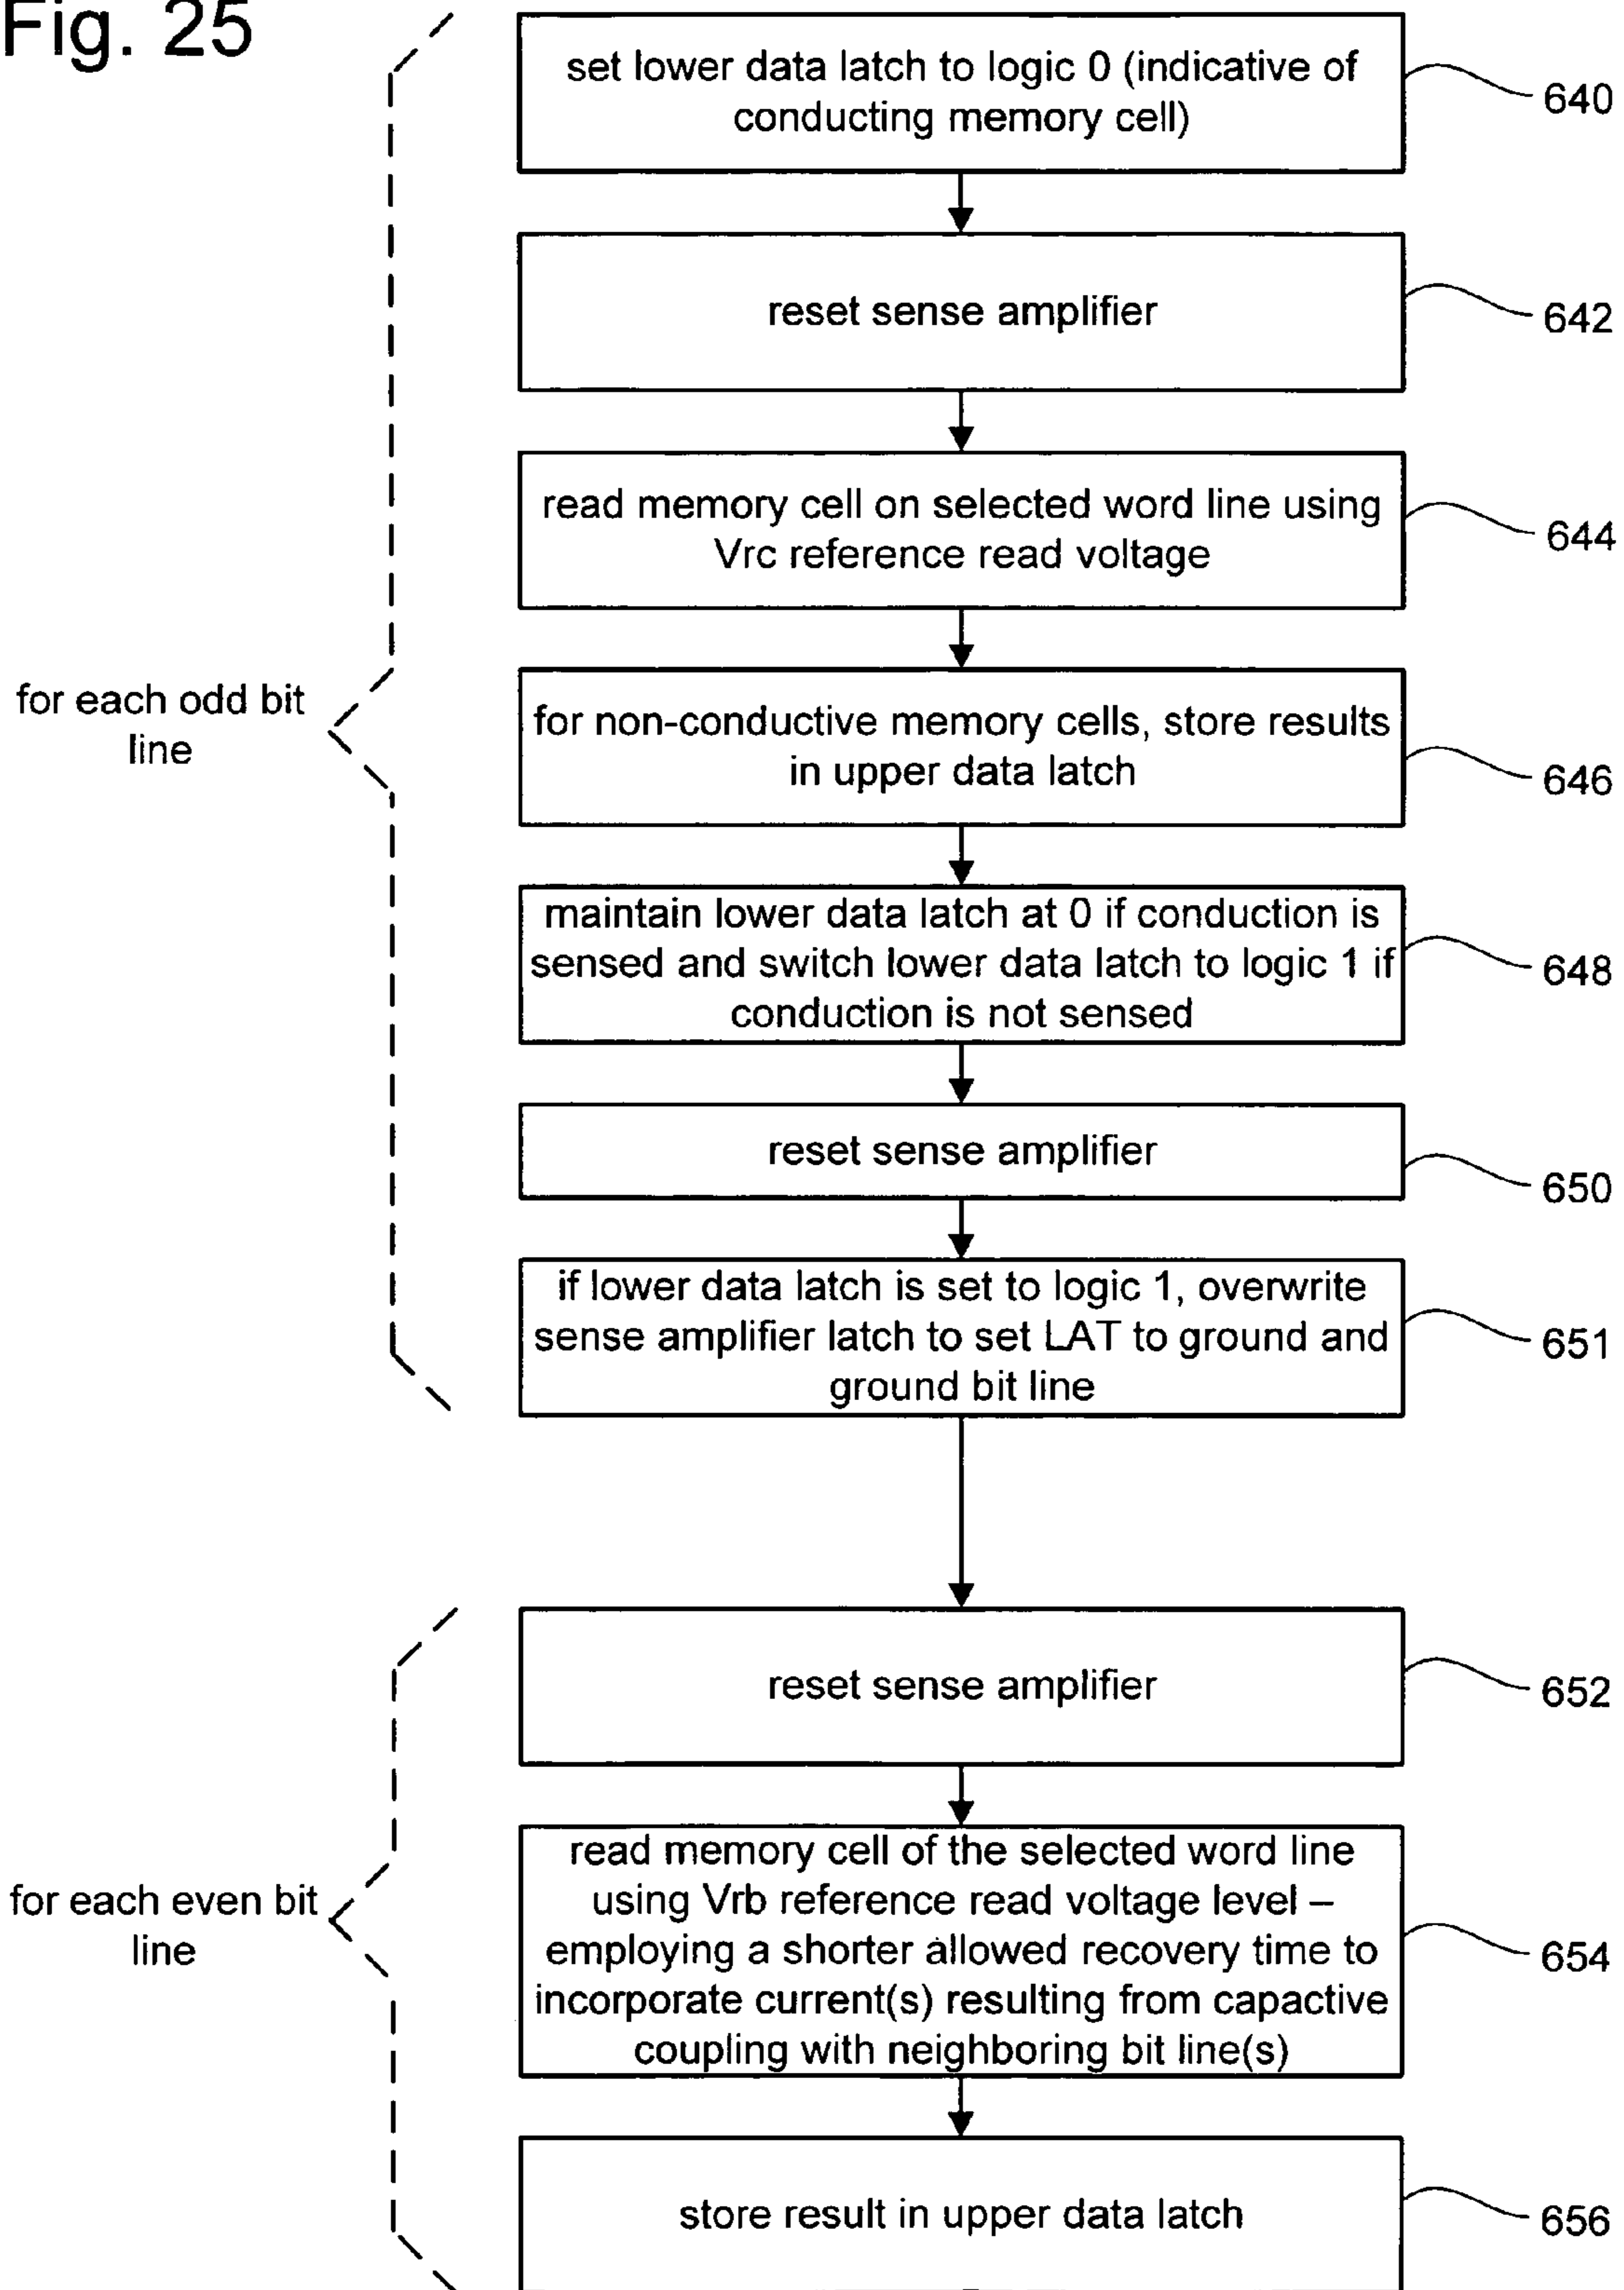 Fig. 25
set lower data latch to logic 0 (indicative of
conducting memory cell)
640
reset sense amplifier
642
read memory cell on selected word line using
Vrc reference read voltage
644
for each odd bit
line
for non-conductive memory cells, store results
in upper data latch
646
maintain lower data latch at 0 if conduction is
sensed and switch lower data latch to logic 1 if
conduction is not sensed
648
reset sense amplifier
650
if lower data latch is set to logic 1, overwrite
sense amplifier latch to set LAT to ground and
ground bit line
651
reset sense amplifier
652
for each even bit
line
read memory cell of the selected word line
using Vrb reference read voltage level –
employing a shorter allowed recovery time to
incorporate current(s) resulting from capactive
coupling with neighboring bit line(s)
654
store result in upper data latch
656